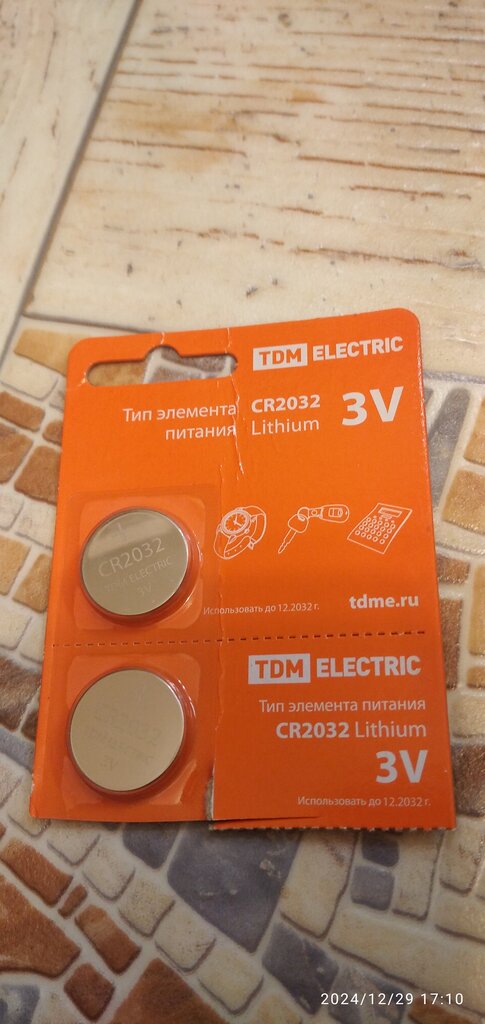 TDM ELECTRIC
Тип элемента питания
CR2032 Lithium
3V
CR2032
TDM ELECTRIC
3V
Использовать до 12.2032 г.
tdme.ru
TDM ELECTRIC
Тип элемента питания
CR2032 Lithium
3V
Использовать до 12.2032 г.
2024/12/29 17:10